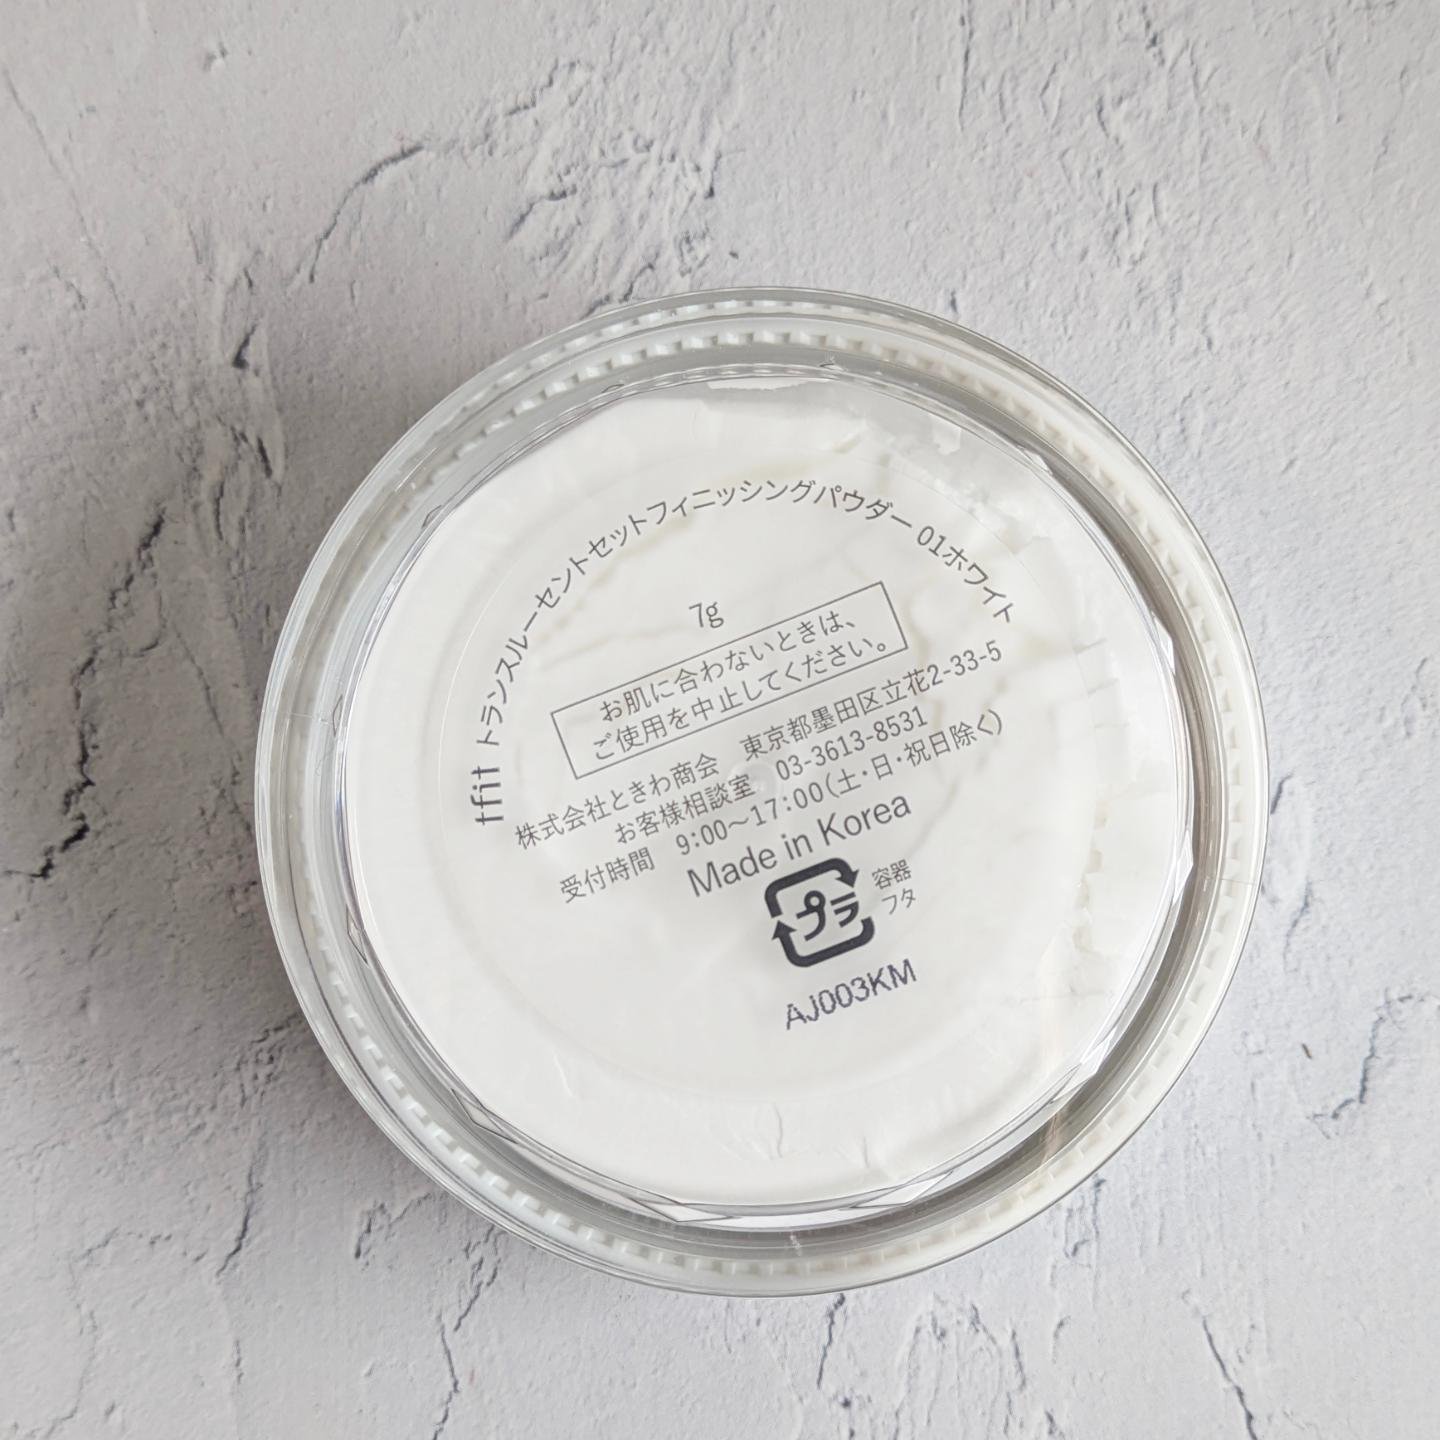 tfit トランスルーセントセットフィニッシングパウダー 01ホワイト
7g
お肌に合わないときは、
ご使用を中止してください。
株式会社ときわ商会 東京都墨田区立花2-33-5
お客様相談室 03-3613-8531
受付時間 9:00～17:00(土・日・祝日除く)
Made in Korea
プラ
容器
フタ
AJ003KM